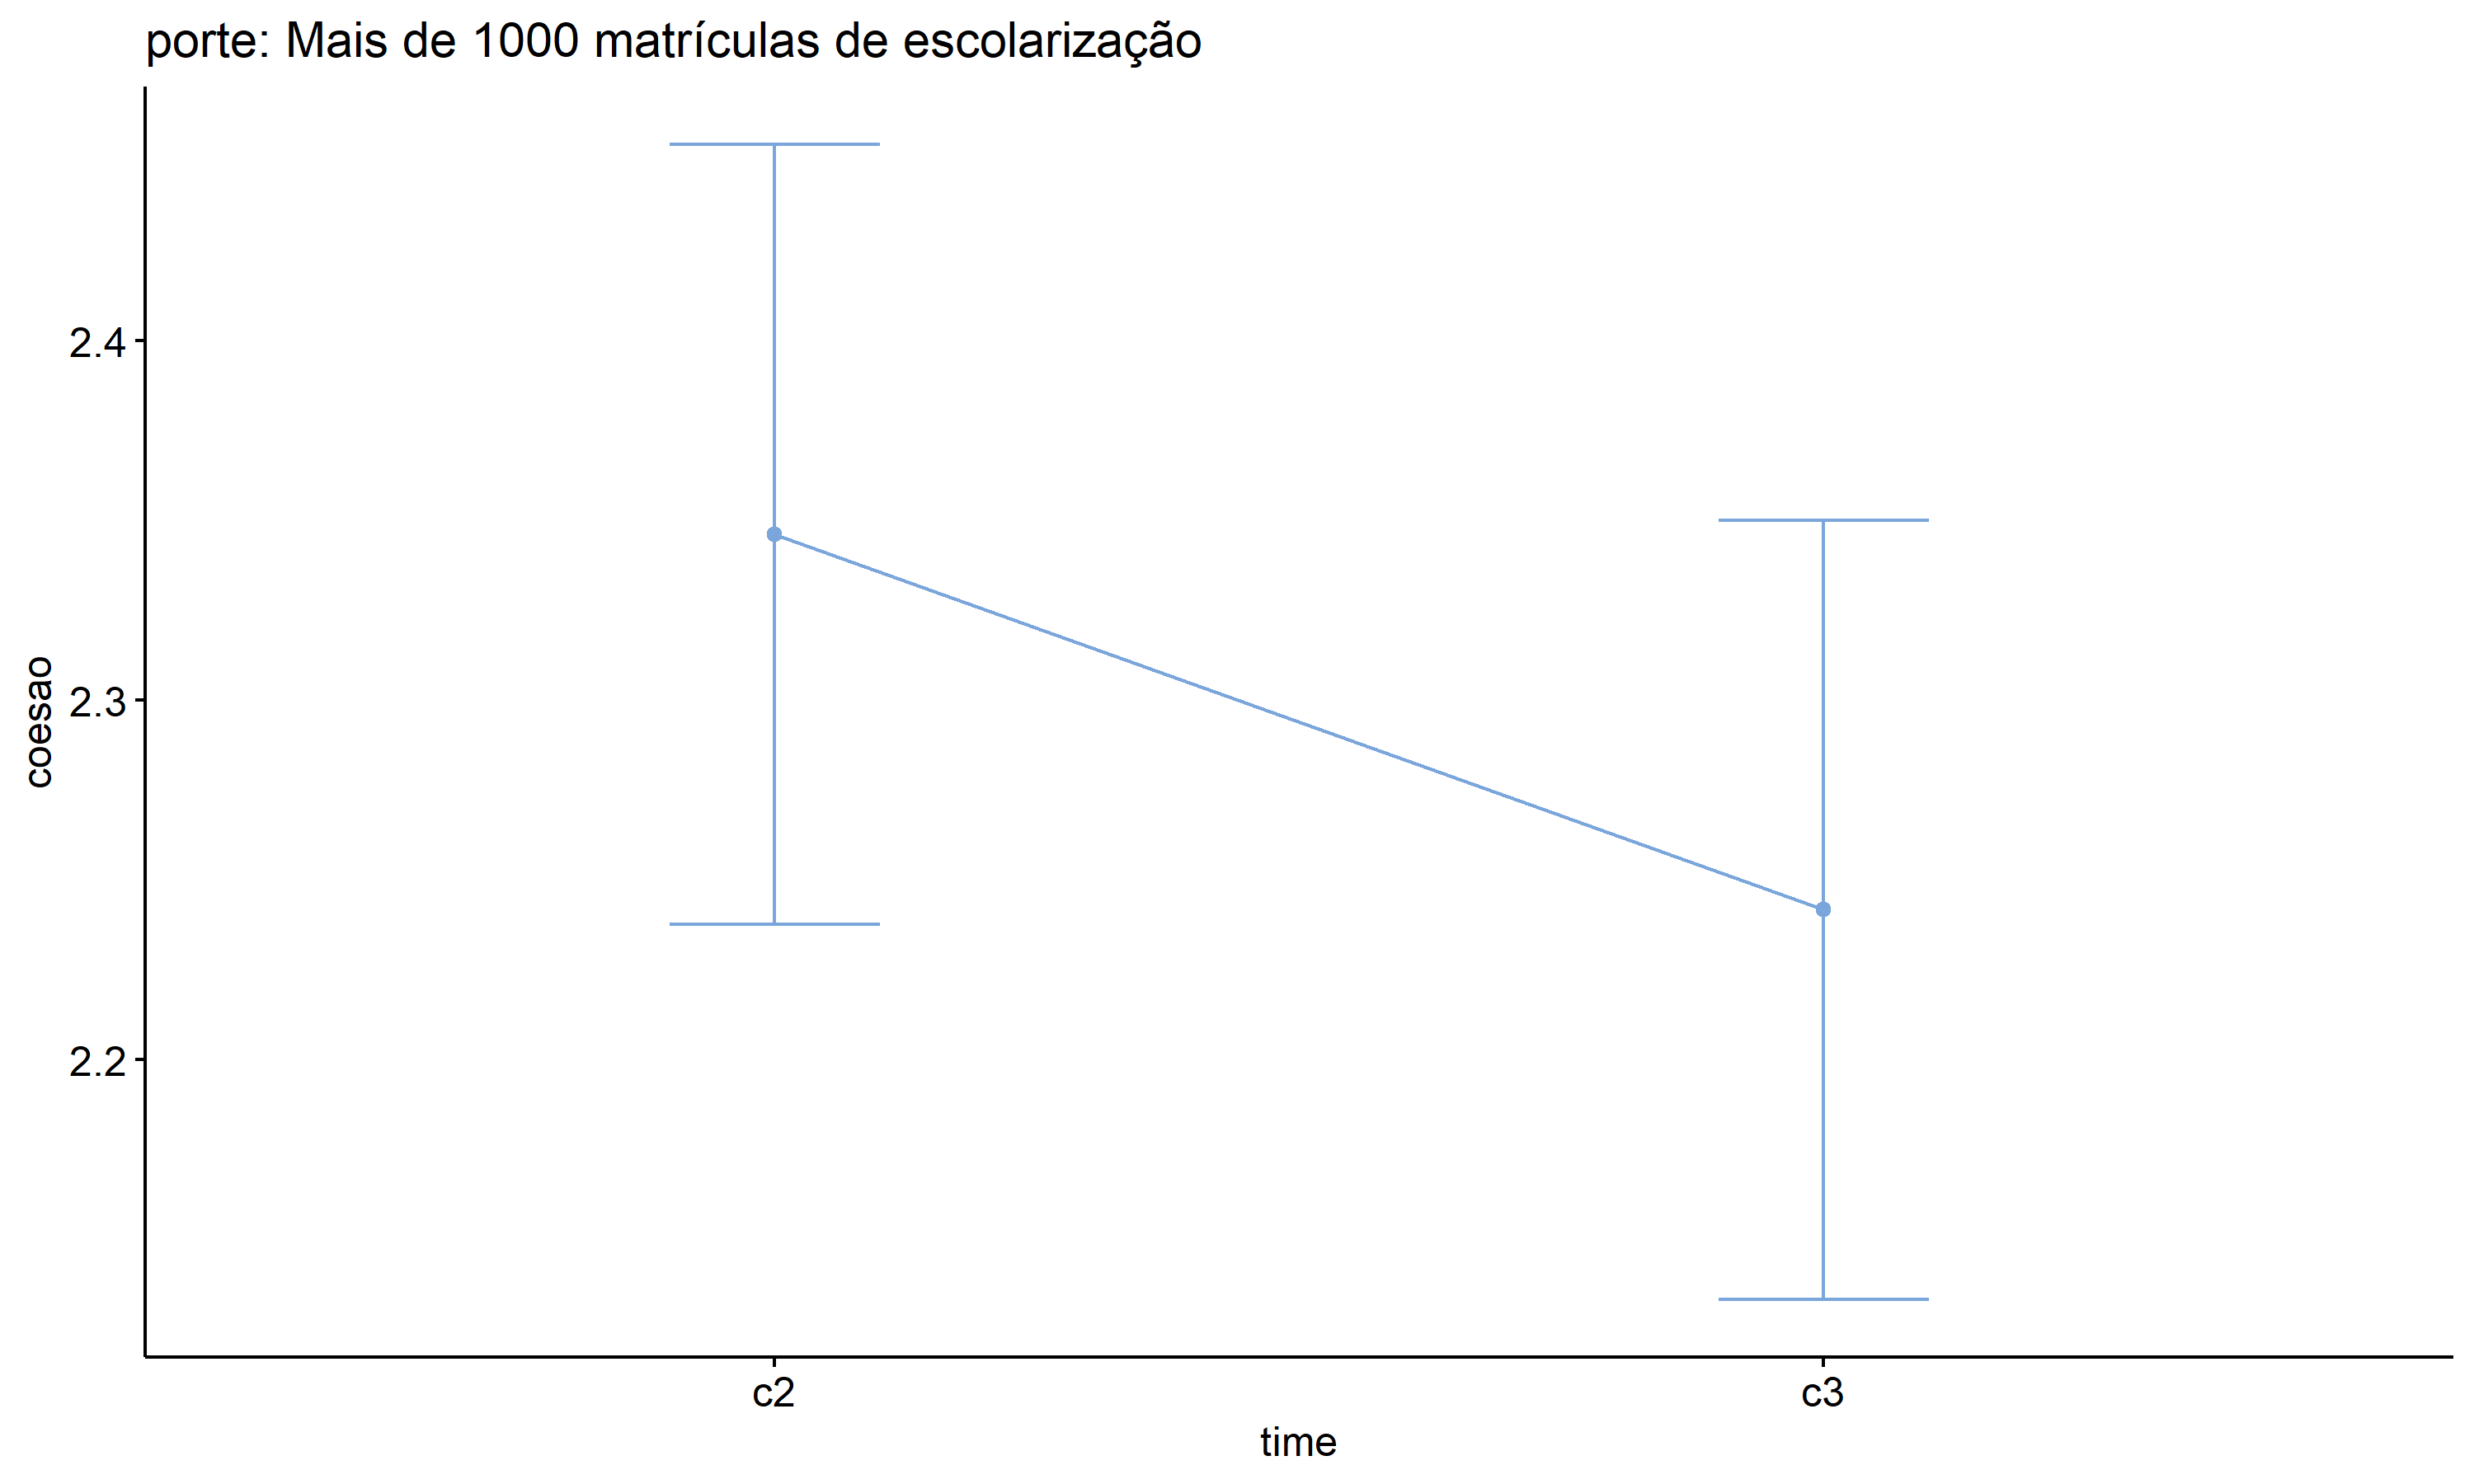 porte: Mais de 1000 matrículas de escolarização
coesao
2.4
2.3
2.2
c2
c3
time